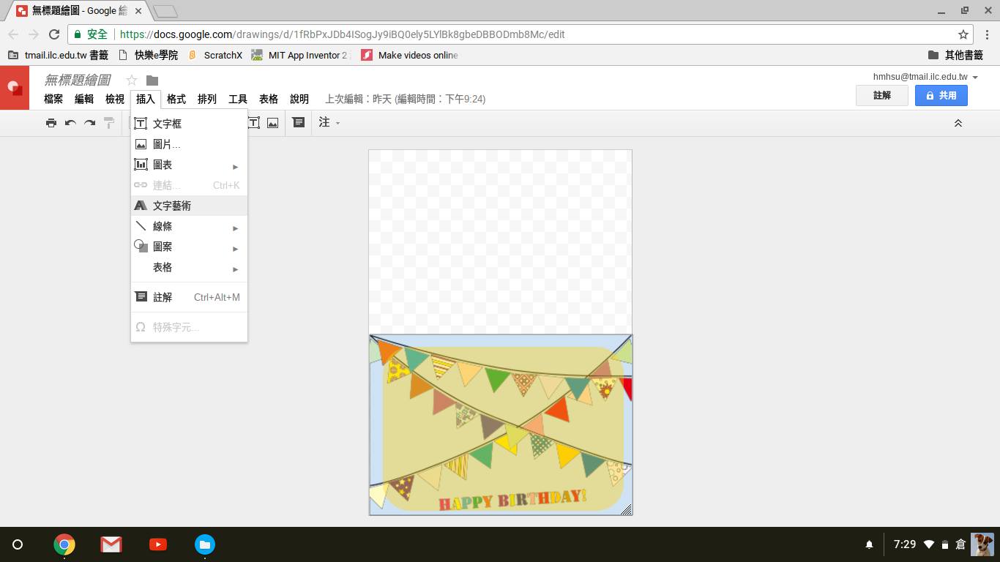 無標題繪圖 - Google 繪
安全 https://docs.google.com/drawings/d/1fRbPxJDb4ISogJy9iBQ0ely5LYlBk8gbeDBBODmb8Mc/edit
tmail.ilc.edu.tw 書籤 快樂e學院 ScratchX MIT App Inventor 2 Make videos online 其他書籤
無標題繪圖
hmhsu@tmail.ilc.edu.tw
檔案 編輯 檢視 插入 格式 排列 工具 表格 說明 上次編輯：昨天 (編輯時間：下午9:24)
註解 共用
注
文字框
圖片...
圖表
連結... Ctrl+K
文字藝術
線條
圖案
表格
註解 Ctrl+Alt+M
特殊字元...
HAPPY BIRTHDAY!
7:29 倉